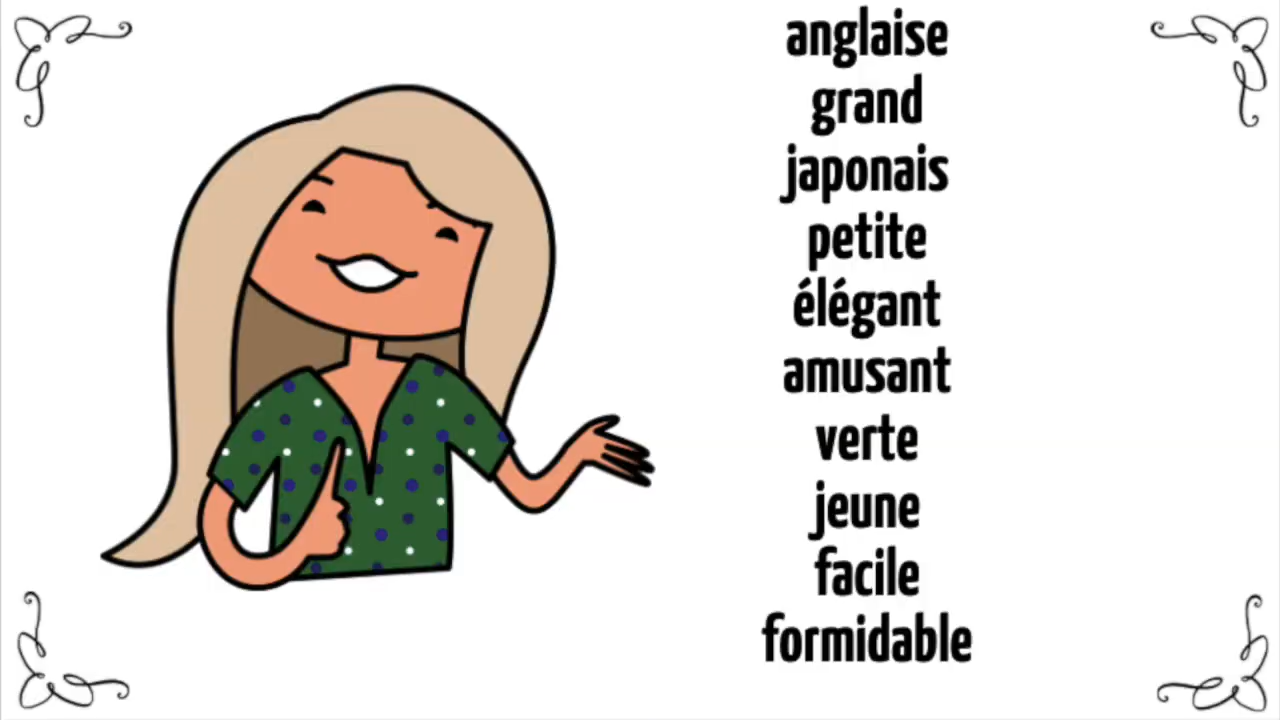 anglaise
grand
japonais
petite
élégant
amusant
verte
jeune
facile
formidable